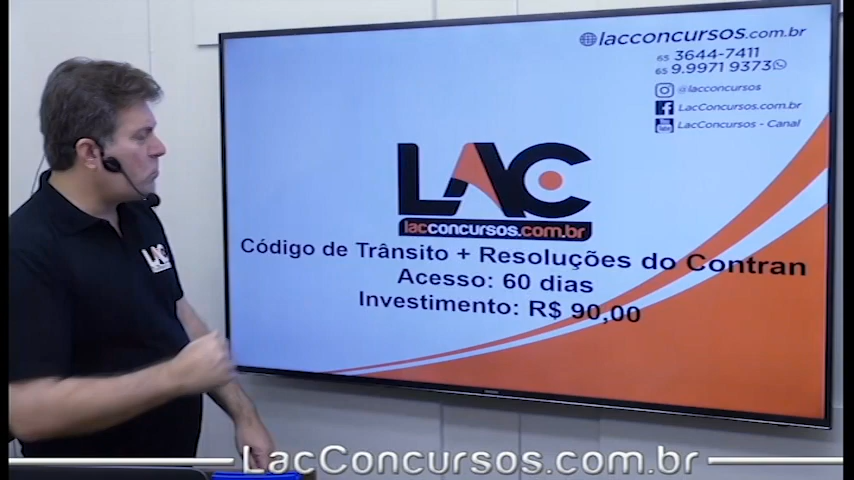 lacconcursos.com.br
65 3644-7411
65 9.9971 9373
@lacconcursos
LacConcursos.com.br
LacConcursos - Canal
LAC
lacconcursos.com.br
Código de Trânsito + Resoluções do Contran
Acesso: 60 dias
Investimento: R$ 90,00
LAC
LacConcursos.com.br